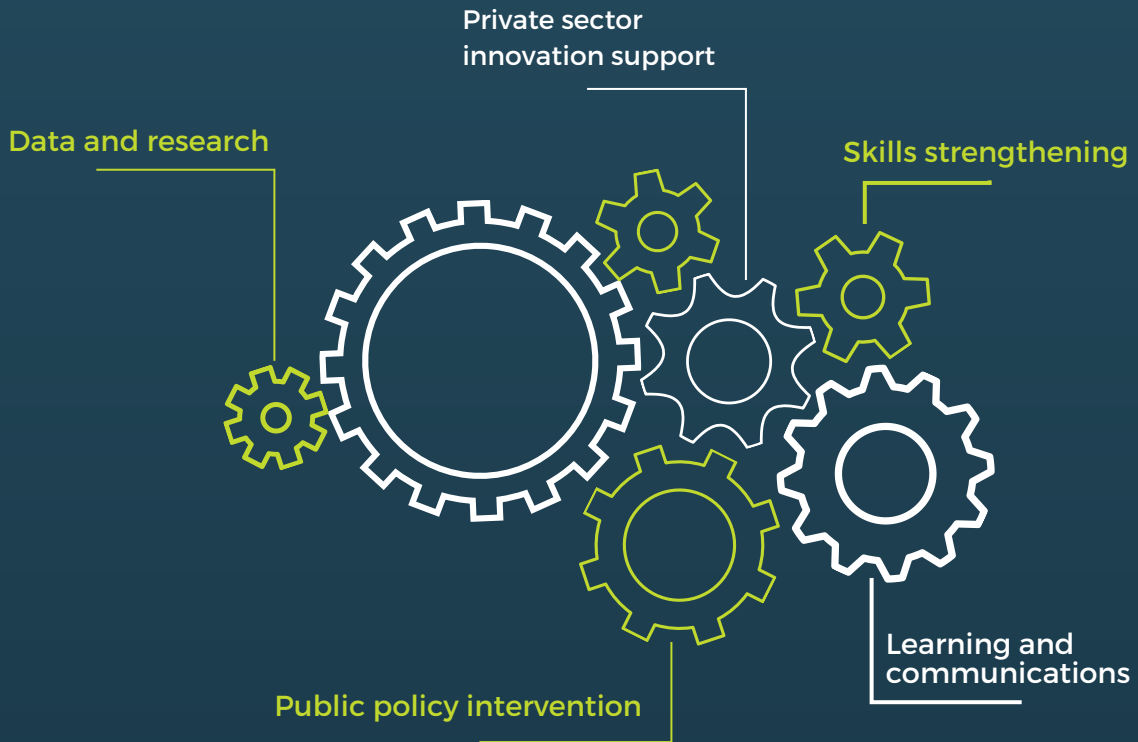 Private sector
innovation support
Data and research
Skills strengthening
Learning and
communications
Public policy intervention